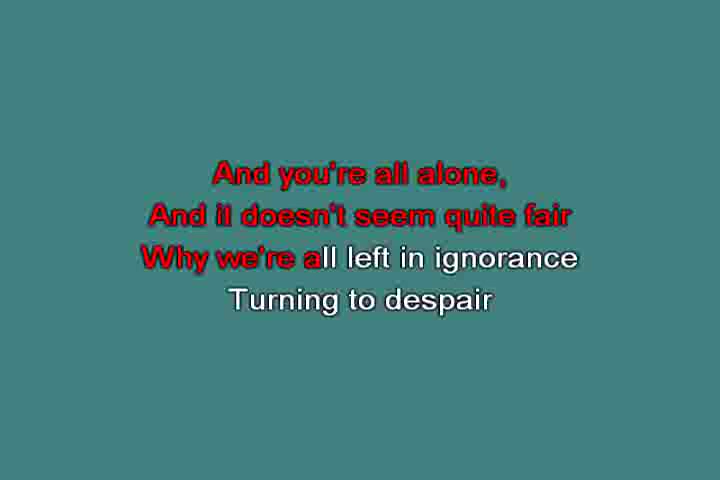 And you're all alone,
And it doesn't seem quite fair
Why we're all left in ignorance
Turning to despair